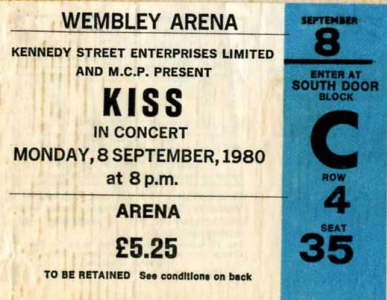 WEMBLEY ARENA
KENNEDY STREET ENTERPRISES LIMITED
AND M.C.P. PRESENT
KISS
IN CONCERT
MONDAY, 8 SEPTEMBER, 1980
at 8 p.m.
ARENA
£5.25
TO BE RETAINED See conditions on back
SEPTEMBER
8
ENTER AT
SOUTH DOOR
BLOCK
C
ROW
4
SEAT
35